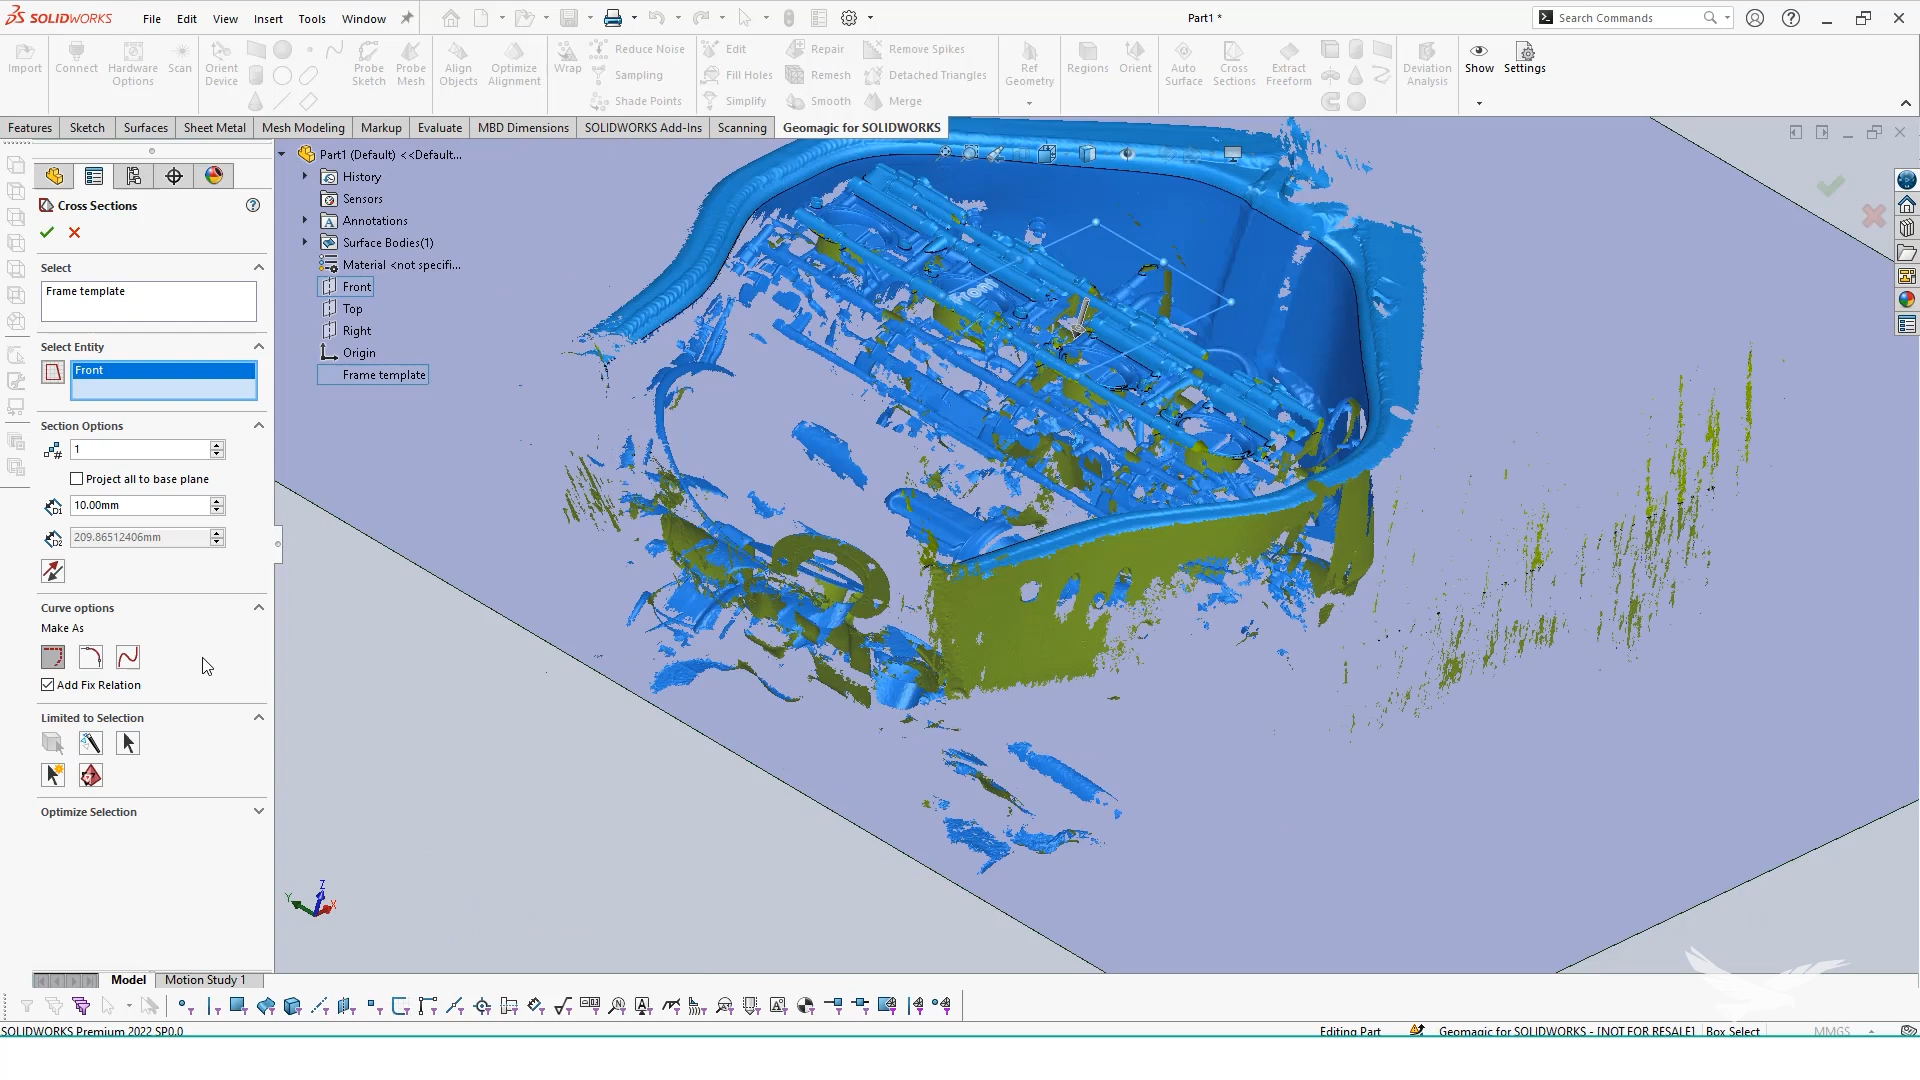 SOLIDWORKS File Edit View Insert Tools Window Part1 * Search Commands
Import Connect Hardware Options Scan Orient Device Probe Sketch Probe Mesh Align Objects Optimize Alignment Wrap Reduce Noise Sampling Shade Points Edit Fill Holes Simplify Repair Remesh Smooth Remove Spikes Detached Triangles Merge Ref Geometry Regions Orient Auto Surface Cross Sections Extract Freeform Deviation Analysis Show Settings
Features Sketch Surfaces Sheet Metal Mesh Modeling Markup Evaluate MBD Dimensions SOLIDWORKS Add-Ins Scanning Geomagic for SOLIDWORKS
Cross Sections
Select
Frame template
Select Entity
Front
Section Options
1
Project all to base plane
10.00mm
209.86512406mm
Curve options
Make As
Add Fix Relation
Limited to Selection
Optimize Selection
Part1 (Default) <<Default...
History
Sensors
Annotations
Surface Bodies(1)
Material <not specifi...
Front
Top
Right
Origin
Frame template
Front
Z
Y
X
Model Motion Study 1
SOLIDWORKS Premium 2022 SP0.0 Editing Part Geomagic for SOLIDWORKS - [NOT FOR RESALE] Box Select MMGS